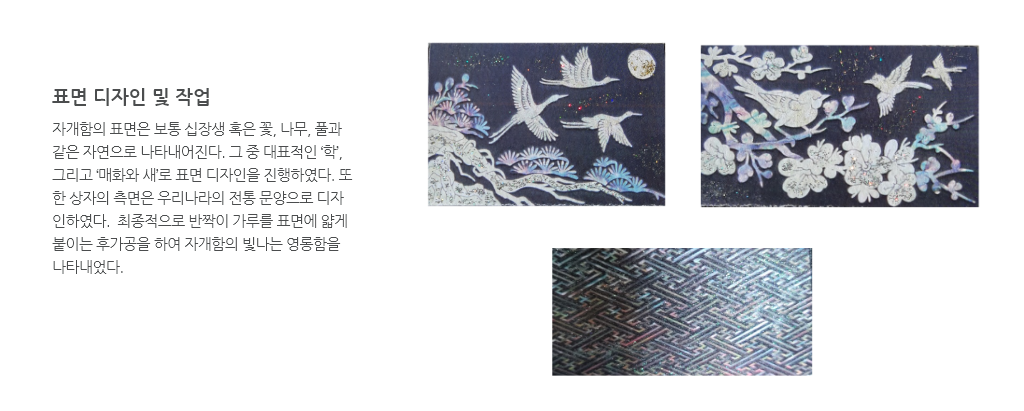 표면 디자인 및 작업
자개함의 표면은 보통 십장생 혹은 꽃, 나무, 풀과
같은 자연으로 나타내어진다. 그 중 대표적인 '학',
그리고 '매화와 새'로 표면 디자인을 진행하였다. 또
한 상자의 측면은 우리나라의 전통 문양으로 디자
인하였다.  최종적으로 반짝이 가루를 표면에 얇게
붙이는 후가공을 하여 자개함의 빛나는 영롱함을
나타내었다.